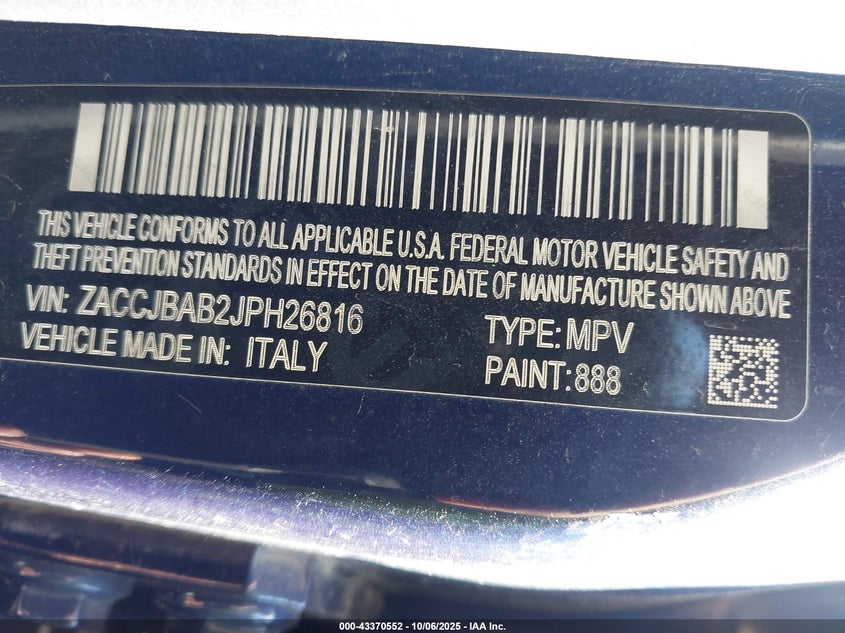 THIS VEHICLE CONFORMS TO ALL APPLICABLE U.S.A. FEDERAL MOTOR VEHICLE SAFETY AND
THEFT PREVENTION STANDARDS IN EFFECT ON THE DATE OF MANUFACTURE SHOWN ABOVE
VIN: ZACCJBAB2JPH26816 TYPE: MPV
VEHICLE MADE IN: ITALY PAINT: 888
000-43370552 - 10/06/2025 - IAA Inc.